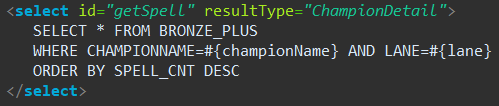 <select id="getSpell" resultType="ChampionDetail">
SELECT * FROM BRONZE_PLUS
WHERE CHAMPIONNAME=#{championName} AND LANE=#{lane}
ORDER BY SPELL_CNT DESC
</select>